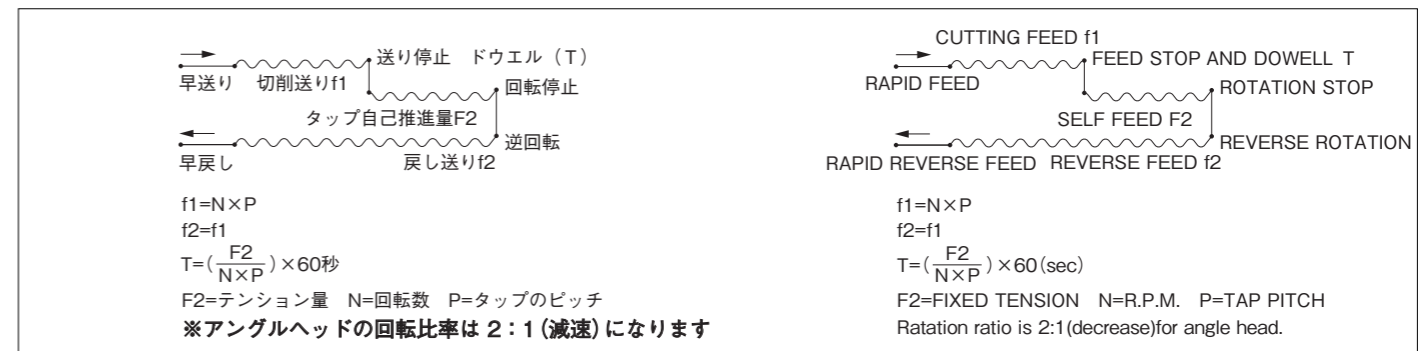 送り停止 ドウエル（T）
早送り 切削送りf1
回転停止
タップ自己推進量F2
逆回転
早戻し 戻し送りf2
f1=N×P
f2=f1
T=(F2/N×P)×60秒
F2=テンション量 N=回転数 P=タップのピッチ
※アングルヘッドの回転比率は 2：1(減速)になります
CUTTING FEED f1
FEED STOP AND DOWELL T
RAPID FEED
ROTATION STOP
SELF FEED F2
REVERSE ROTATION
RAPID REVERSE FEED REVERSE FEED f2
f1=N×P
f2=f1
T=(F2/N×P)×60(sec)
F2=FIXED TENSION N=R.P.M. P=TAP PITCH
Ratation ratio is 2:1(decrease)for angle head.